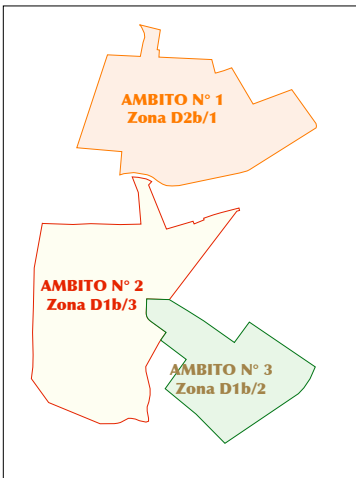 AMBITO N° 1
Zona D2b/1
AMBITO N° 2
Zona D1b/3
AMBITO N° 3
Zona D1b/2